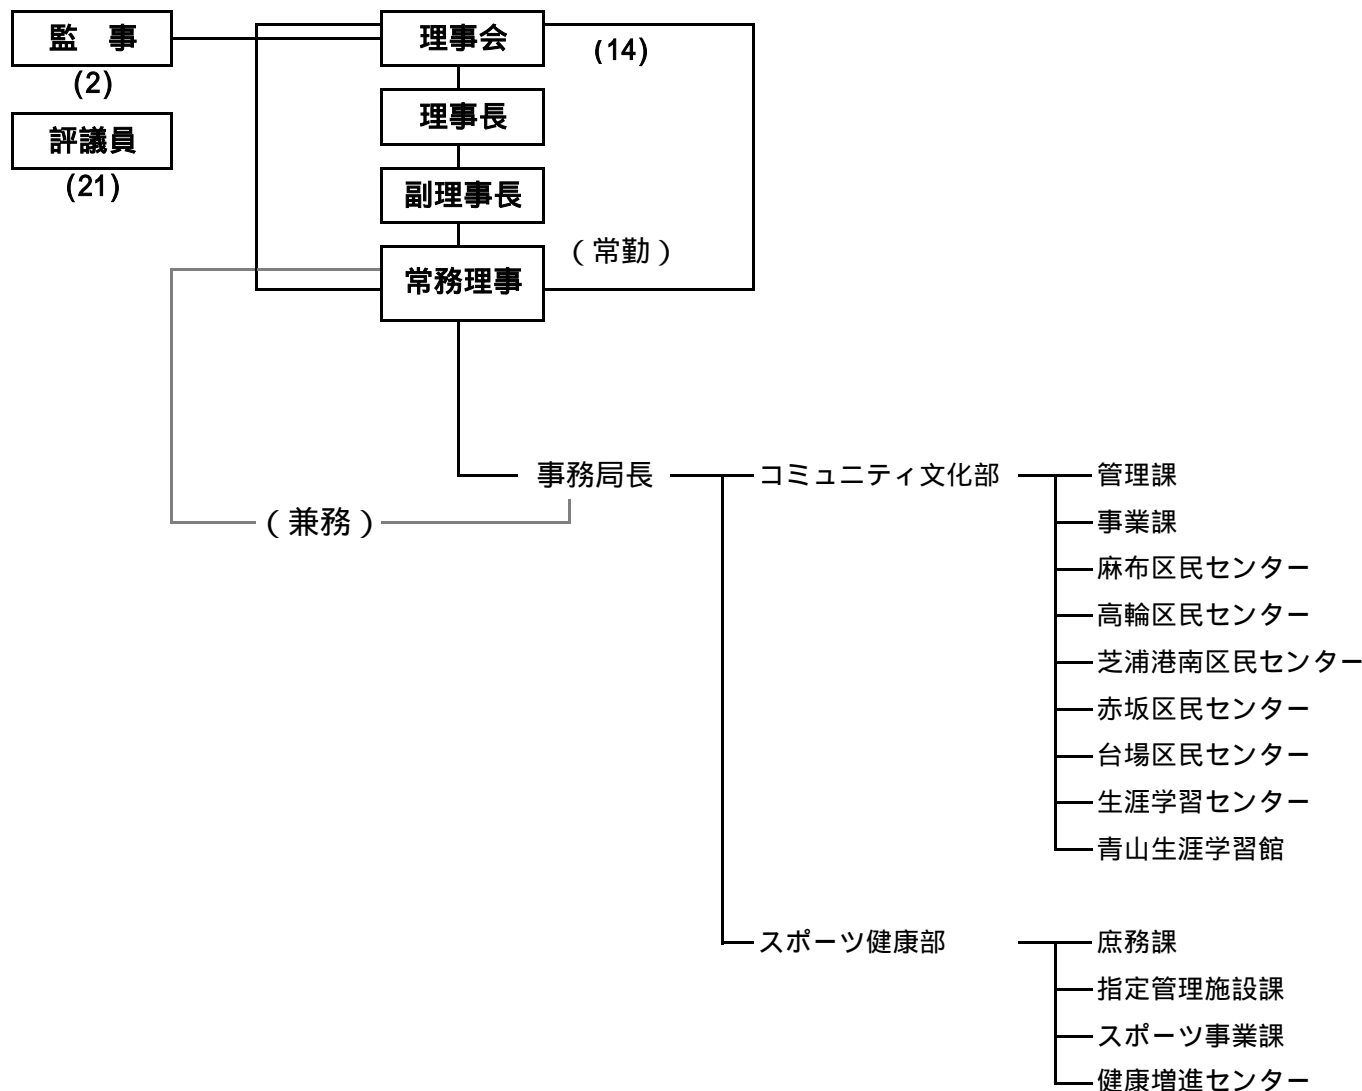 監　事
(2)
評議員
(21)
理事会
(14)
理事長
副理事長
常務理事
（常勤）
事務局長
（兼務）
コミュニティ文化部
管理課
事業課
麻布区民センター
高輪区民センター
芝浦港南区民センター
赤坂区民センター
台場区民センター
生涯学習センター
青山生涯学習館
スポーツ健康部
庶務課
指定管理施設課
スポーツ事業課
健康増進センター